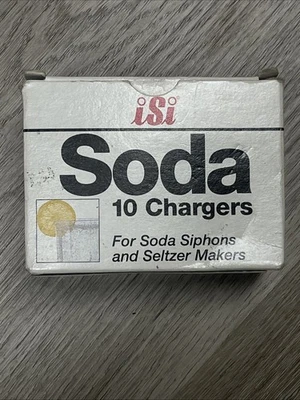 iSi
Soda
10 Chargers
For Soda Siphons
and Seltzer Makers